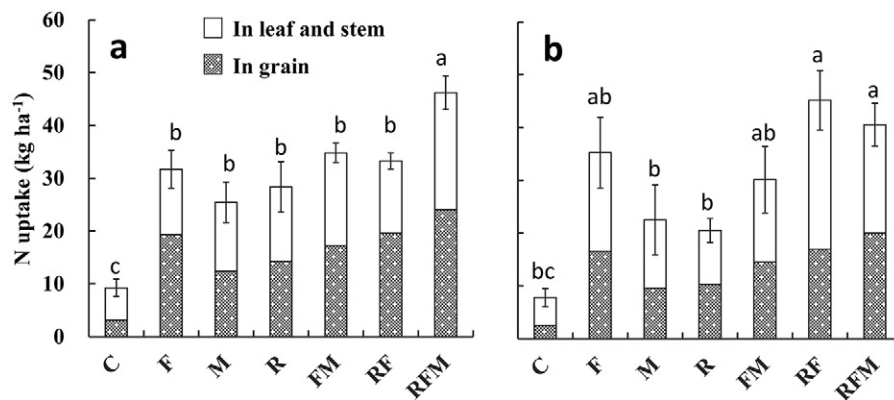 a
In leaf and stem
In grain
N uptake (kg ha⁻¹)
60
50
40
30
20
10
0
c
b
b
b
b
b
a
C
F
M
R
FM
RF
RFM
b
bc
ab
b
b
ab
a
a
C
F
M
R
FM
RF
RFM